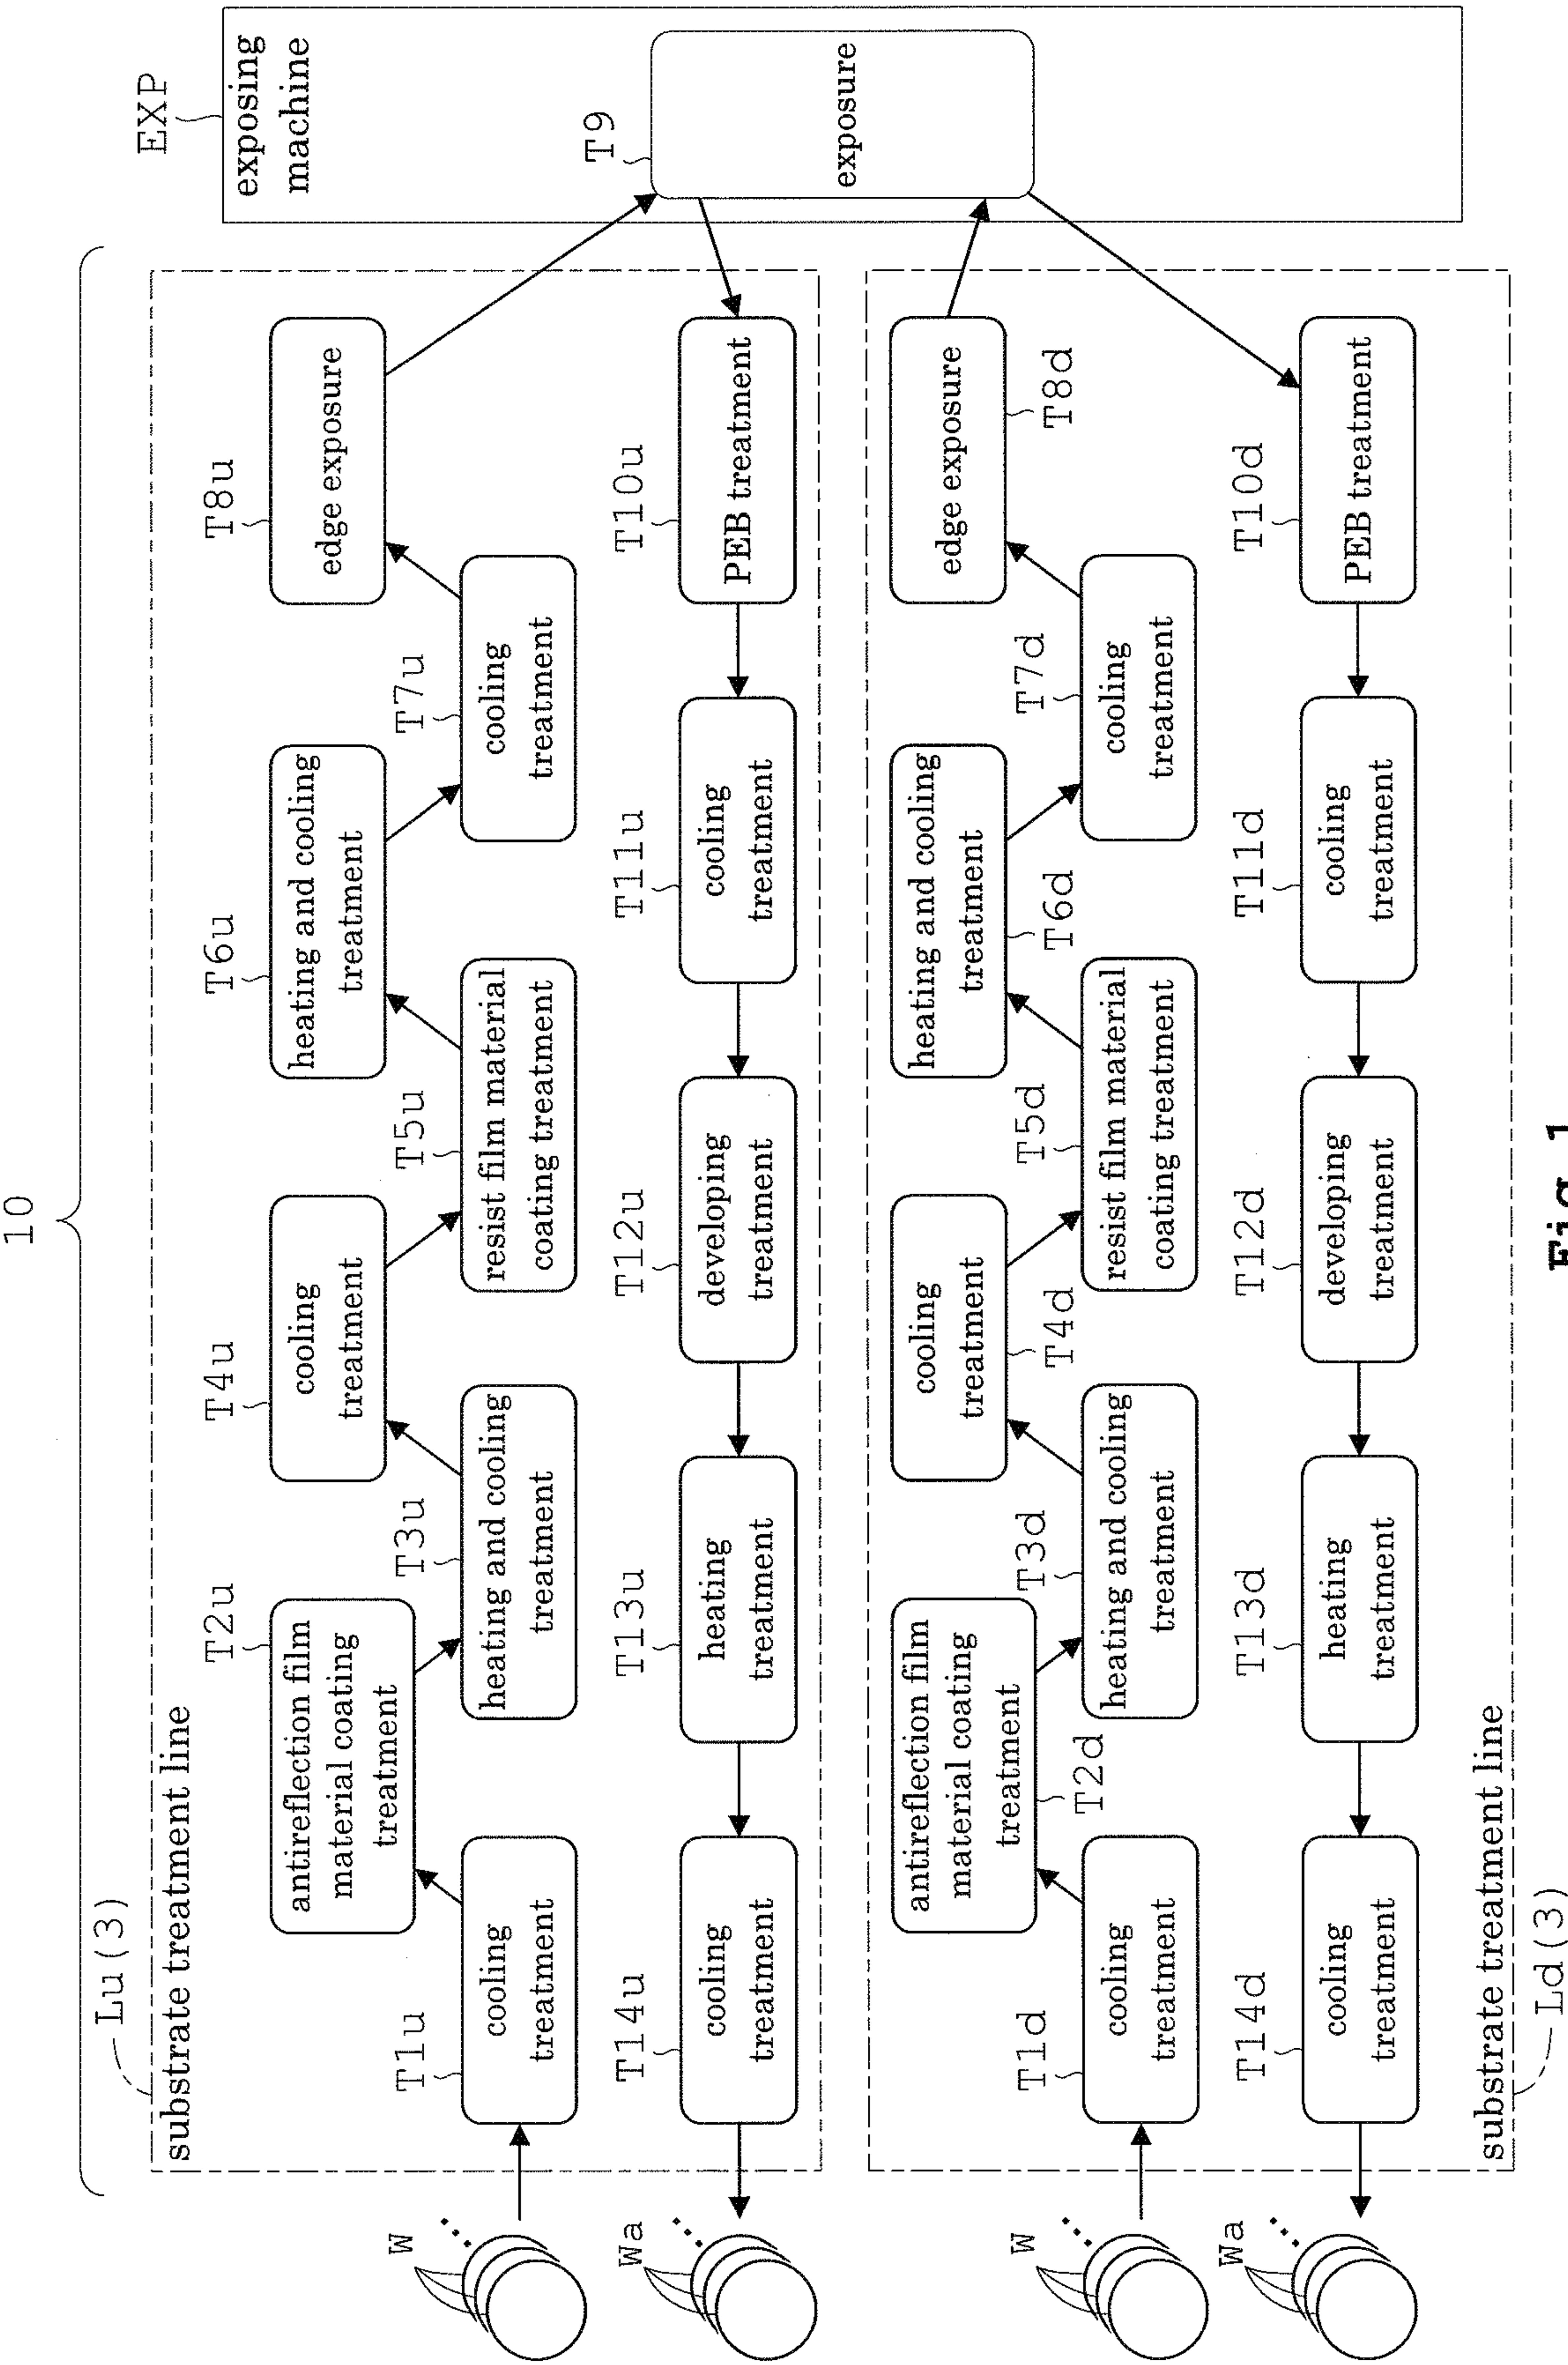 10
EXP
Lu(3)
substrate treatment line
exposing
machine
T2u
T4u
T6u
T8u
antireflection film
material coating
treatment
cooling
treatment
heating and cooling
treatment
edge exposure
W
T1u
T3u
T5u
T7u
cooling
treatment
heating and cooling
treatment
resist film material
coating treatment
cooling
treatment
T9
exposure
Wa
T14u
T13u
T12u
T11u
T10u
cooling
treatment
heating
treatment
developing
treatment
cooling
treatment
PEB treatment
antireflection film
material coating
treatment
cooling
treatment
heating and cooling
treatment
edge exposure
T2d
T4d
T6d
T8d
W
T1d
T3d
T5d
T7d
cooling
treatment
heating and cooling
treatment
resist film material
coating treatment
cooling
treatment
Wa
T14d
T13d
T12d
T11d
T10d
cooling
treatment
heating
treatment
developing
treatment
cooling
treatment
PEB treatment
substrate treatment line
Ld(3)
Fig. 1